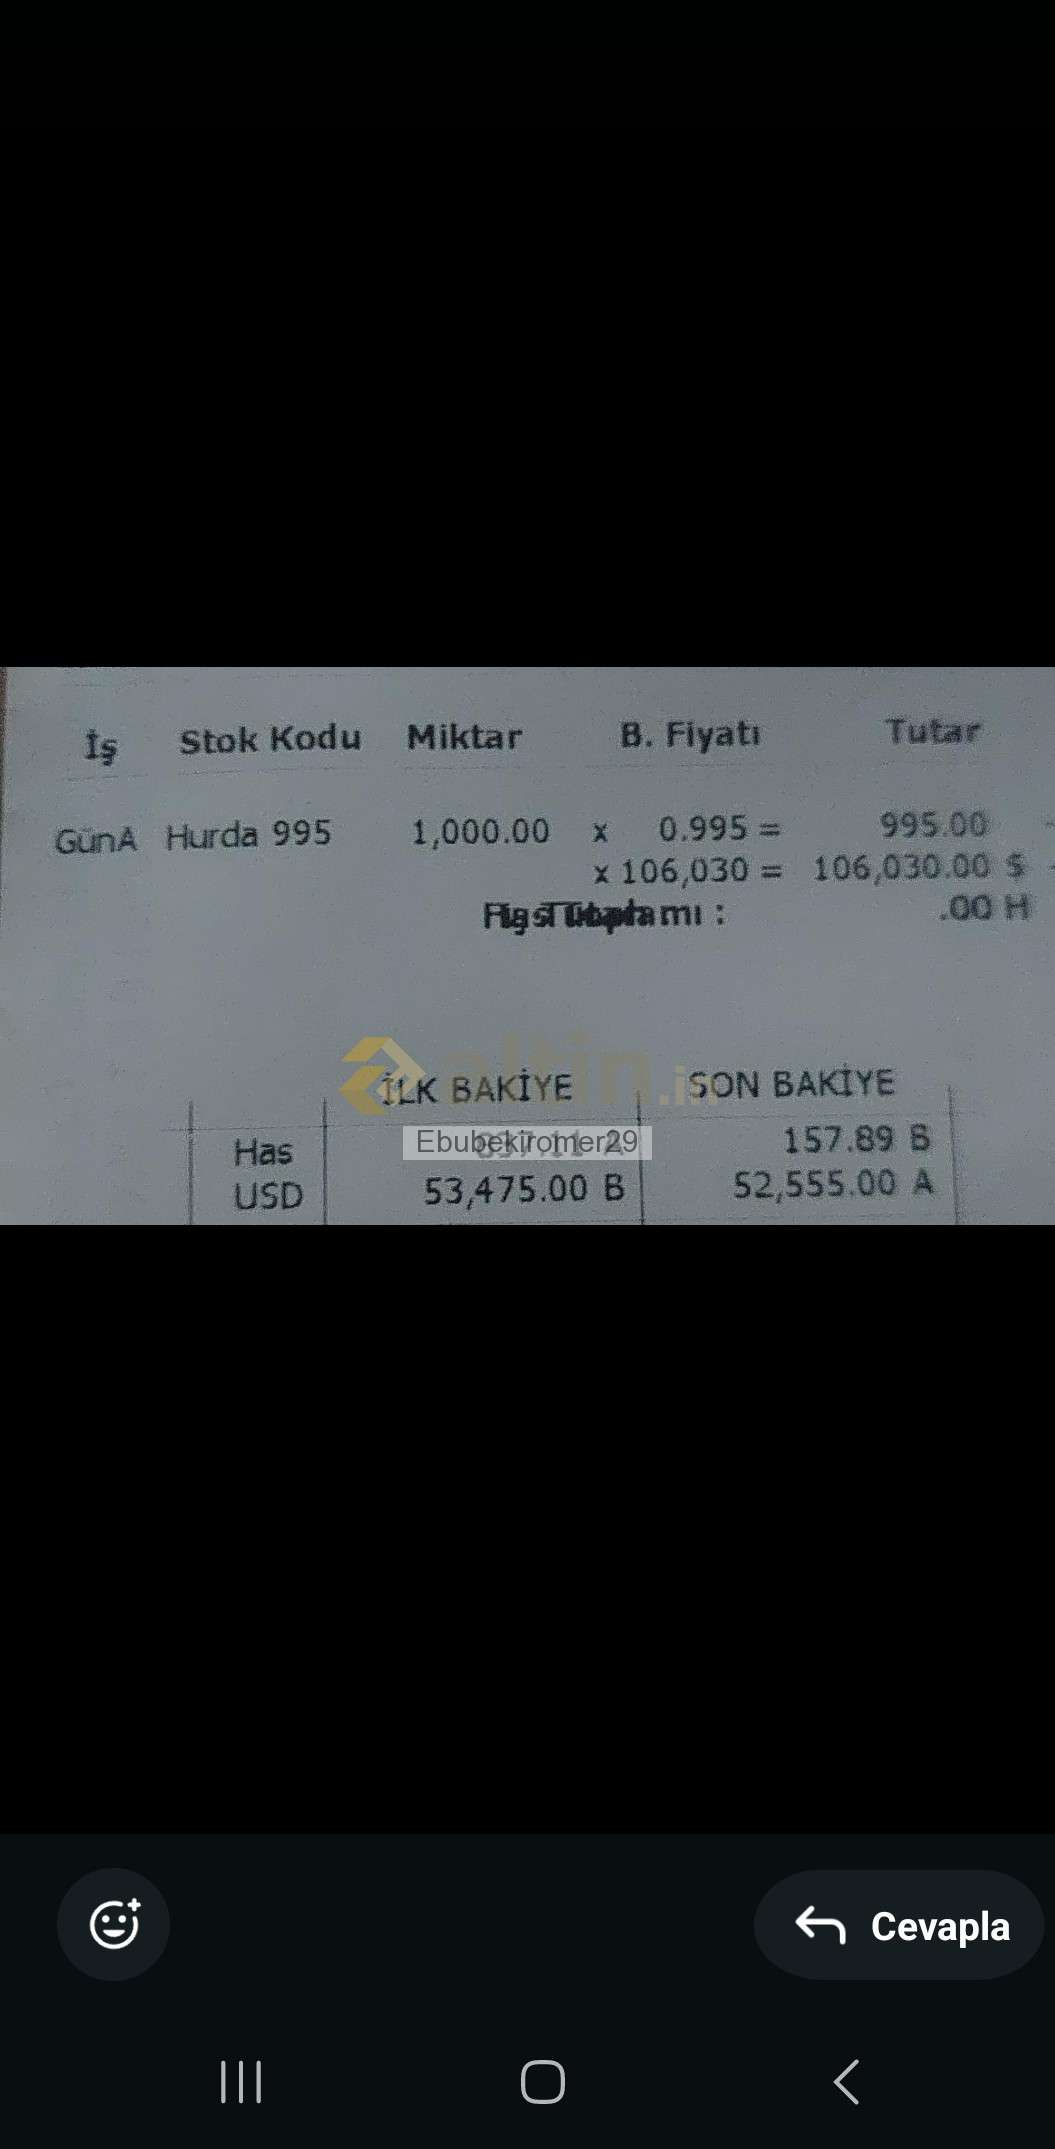 İş Stok Kodu Miktar B. Fiyatı Tutar
GünA Hurda 995 1,000.00 x 0.995 = 995.00
x 106,030 = 106,030.00 $
:
.00 H
altin.in
İLK BAKİYE SON BAKİYE
Has 157.89 B
Ebubekiromer29
USD 53,475.00 B 52,555.00 A
Cevapla